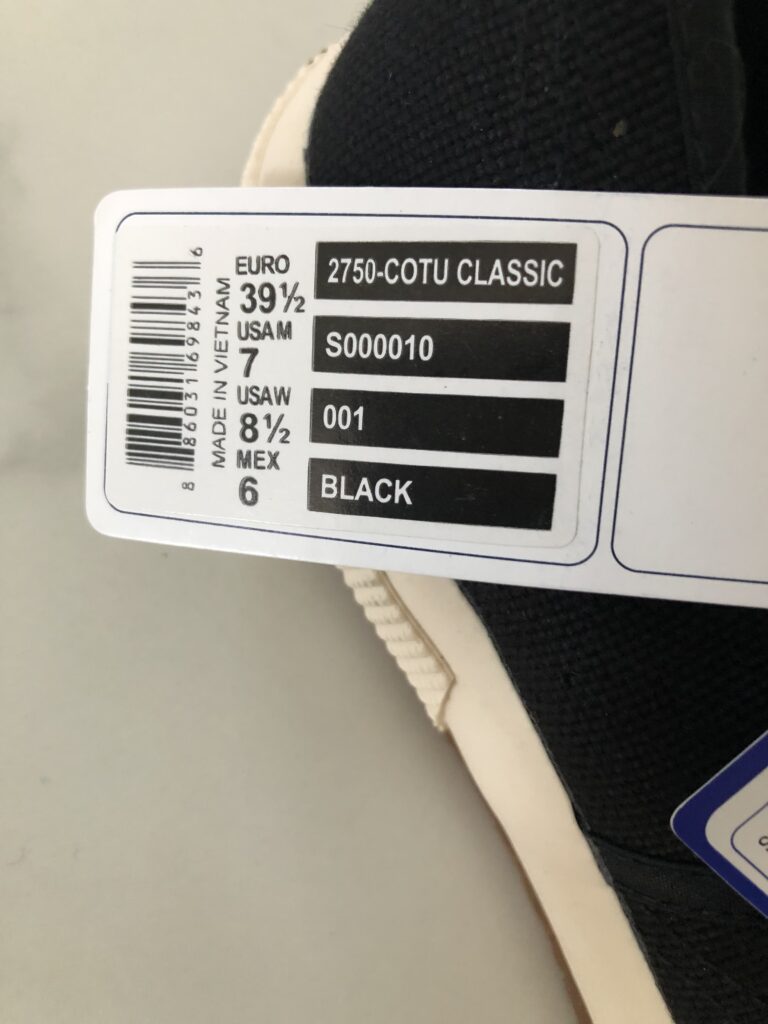 8 86031 69843 6
MADE IN VIETNAM
EURO
39½
USAM
7
USAW
8½
MEX
6
2750-COTU CLASSIC
S000010
001
BLACK